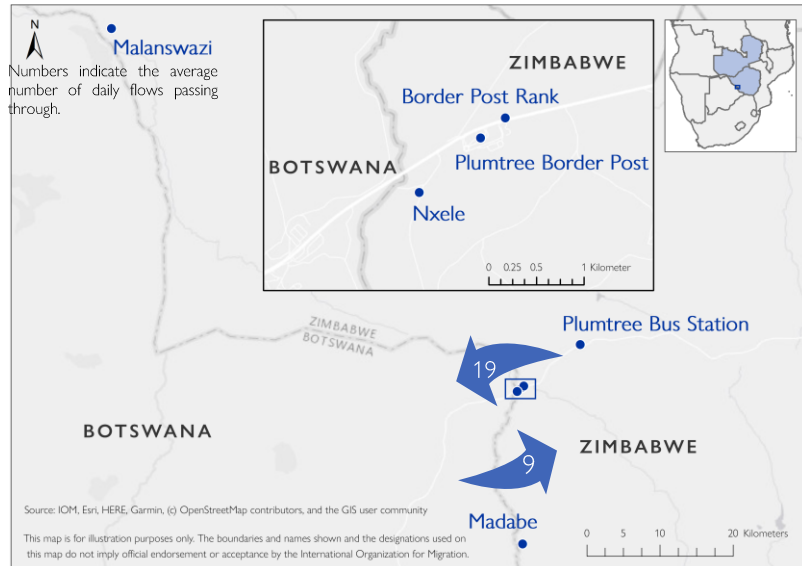 N
Malanswazi
Numbers indicate the average
number of daily flows passing
through.
ZIMBABWE
Border Post Rank
BOTSWANA
Plumtree Border Post
Nxele
0 0.25 0.5 1 Kilometer
ZIMBABWE
BOTSWANA
Plumtree Bus Station
19
BOTSWANA
ZIMBABWE
9
Source: IOM, Esri, HERE, Garmin, (c) OpenStreetMap contributors, and the GIS user community
Madabe
This map is for illustration purposes only. The boundaries and names shown and the designations used on
this map do not imply official endorsement or acceptance by the International Organization for Migration.
0 5 10 20 Kilometers